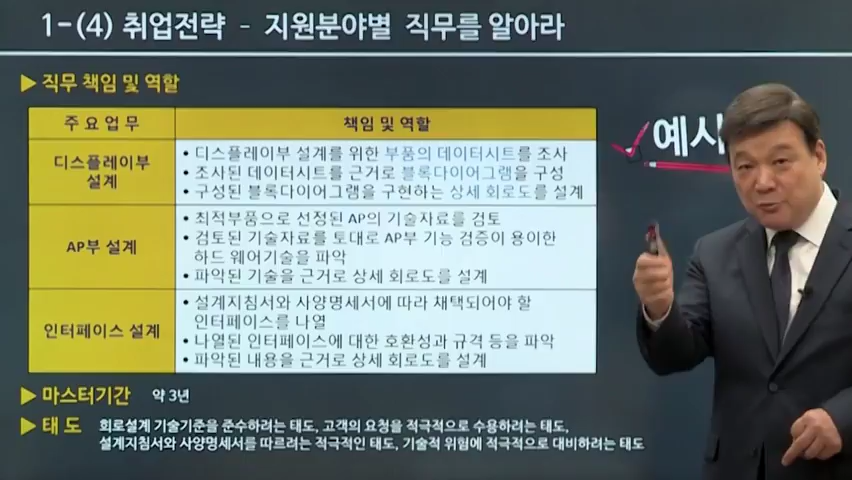 1-(4) 취업전략 - 지원분야별 직무를 알아라
▶ 직무 책임 및 역할
예시
주 요 업 무
책임 및 역할
디스플레이부
설계
• 디스플레이부 설계를 위한 부품의 데이터시트를 조사
• 조사된 데이터시트를 근거로 블록다이어그램을 구성
• 구성된 블록다이어그램을 구현하는 상세 회로도를 설계
AP부 설계
• 최적부품으로 선정된 AP의 기술자료를 검토
• 검토된 기술자료를 토대로 AP부 기능 검증이 용이한
하드 웨어기술을 파악
• 파악된 기술을 근거로 상세 회로도를 설계
인터페이스 설계
• 설계지침서와 사양명세서에 따라 채택되어야 할
인터페이스를 나열
• 나열된 인터페이스에 대한 호환성과 규격 등을 파악
• 파악된 내용을 근거로 상세 회로도를 설계
▶ 마스터기간 약 3년
▶ 태 도 회로설계 기술기준을 준수하려는 태도, 고객의 요청을 적극적으로 수용하려는 태도,
설계지침서와 사양명세서를 따르려는 적극적인 태도, 기술적 위험에 적극적으로 대비하려는 태도